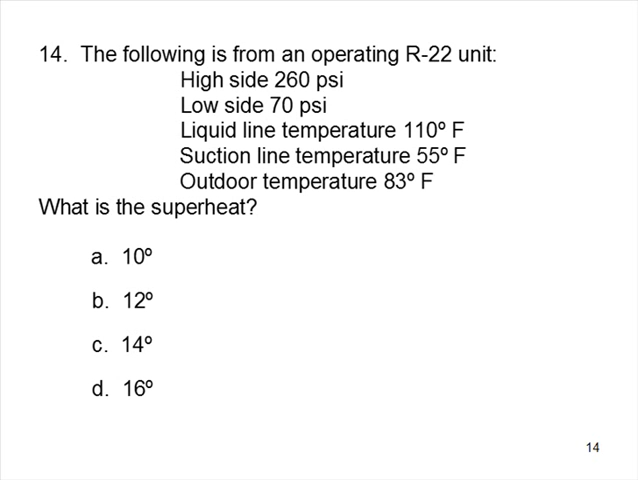 14. The following is from an operating R-22 unit:
High side 260 psi
Low side 70 psi
Liquid line temperature 110º F
Suction line temperature 55º F
Outdoor temperature 83º F
What is the superheat?
a. 10º
b. 12º
c. 14º
d. 16º
14